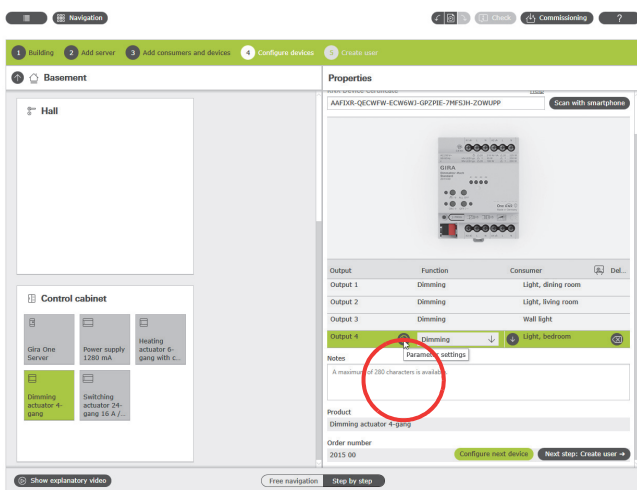 Navigation
Check
Commissioning
?
1 Building
2 Add server
3 Add consumers and devices
4 Configure devices
5 Create user
Basement
Properties
Hall
AAFIXR-QECWFW-ECW6WJ-GPZPIE-7MFSJH-ZOWUPP
Scan with smartphone
GIRA
Output Function Consumer Del...
Output 1 Dimming Light, dining room
Output 2 Dimming Light, living room
Output 3 Dimming Wall light
Output 4 Dimming Light, bedroom
Parameter settings
Control cabinet
Gira One
Server
Power supply
1280 mA
Heating
actuator 6-
gang with c...
Dimming
actuator 4-
gang
Switching
actuator 24-
gang 16 A /...
Notes
A maximum of 280 characters is available.
Product
Dimming actuator 4-gang
Order number
2015 00
Configure next device
Next step: Create user →
Show explanatory video
Free navigation
Step by step